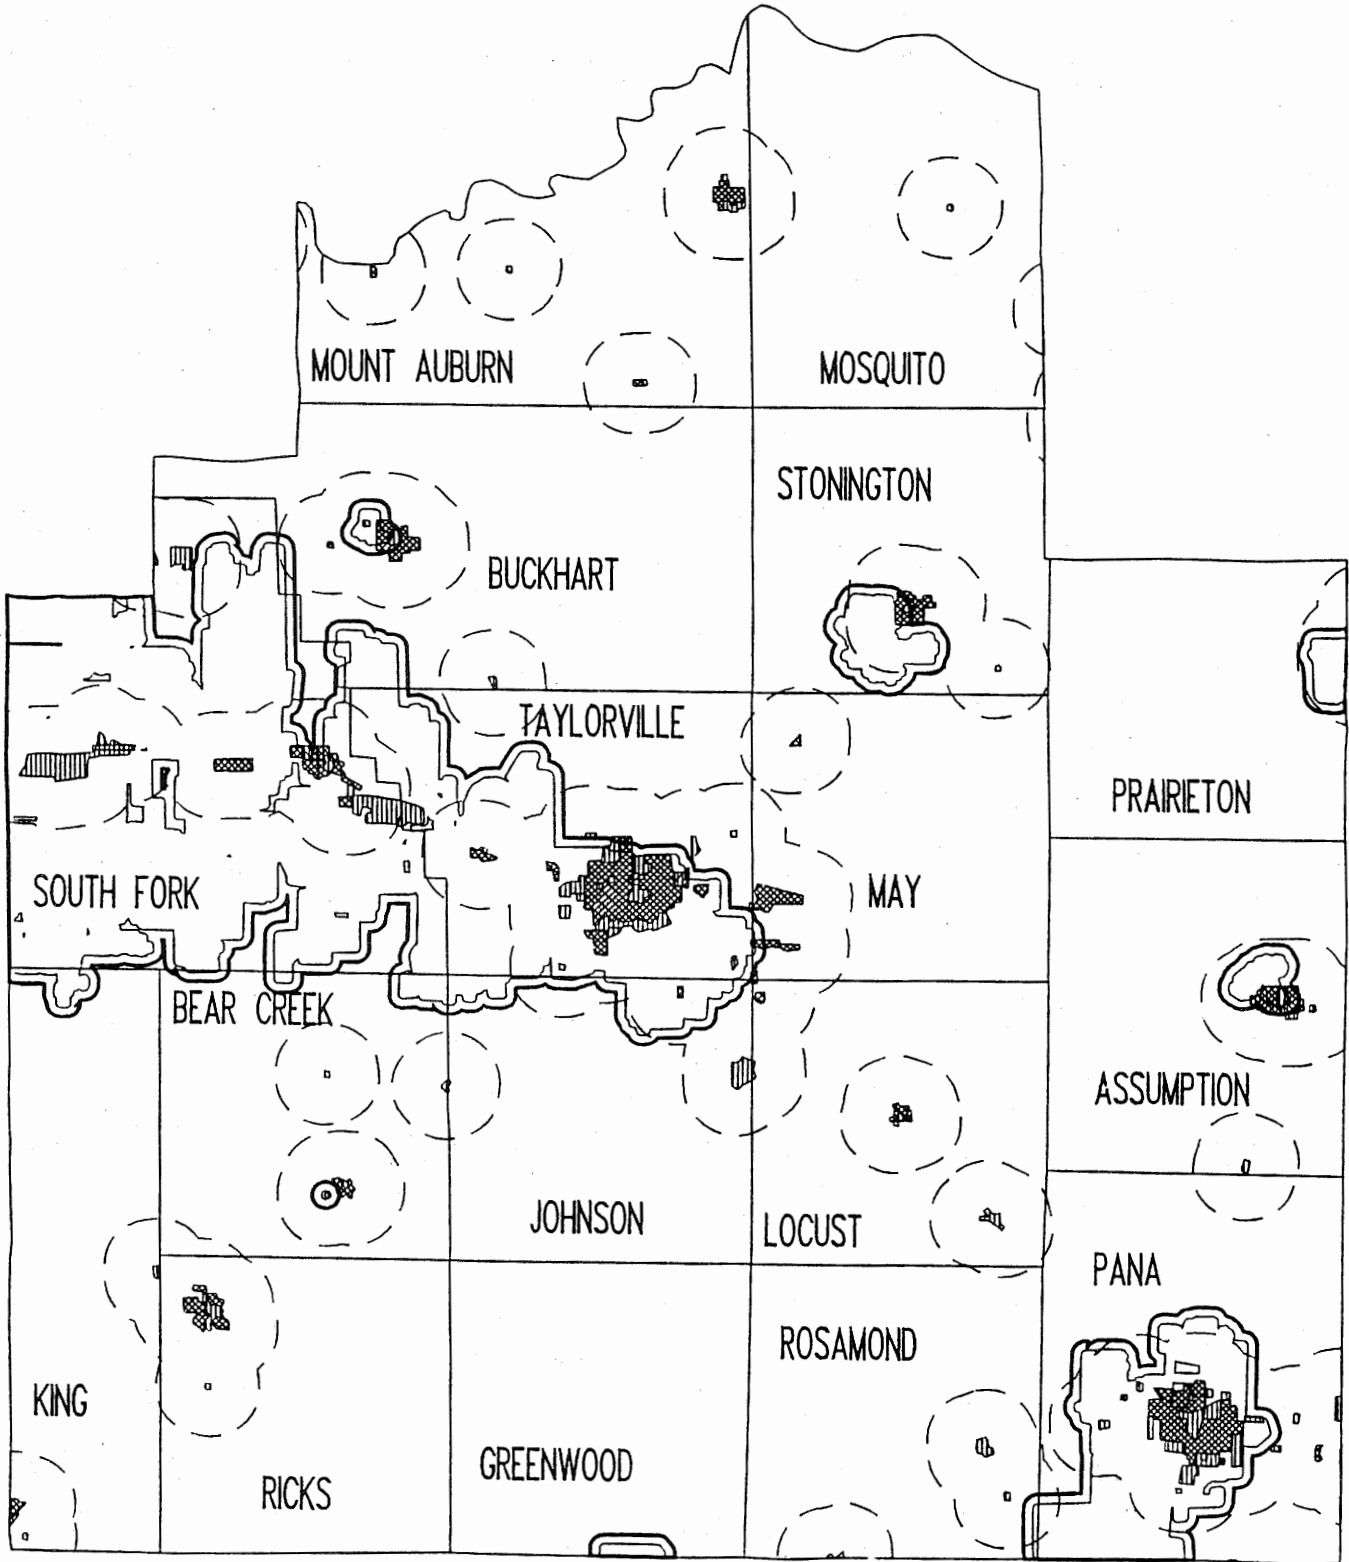 MOUNT AUBURN
MOSQUITO
STONINGTON
BUCKHART
TAYLORVILLE
PRAIRIETON
SOUTH FORK
MAY
BEAR CREEK
ASSUMPTION
JOHNSON
LOCUST
PANA
ROSAMOND
KING
GREENWOOD
RICKS